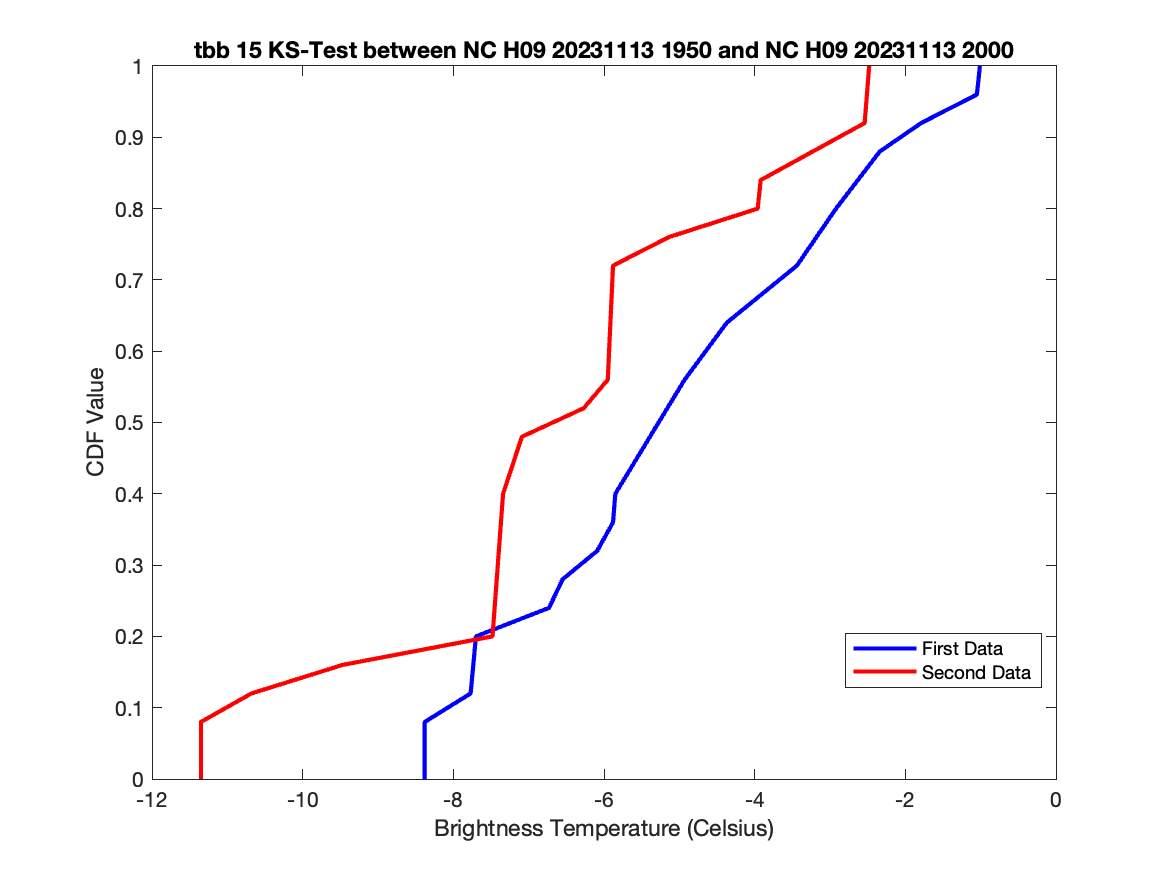 tbb 15 KS-Test between NC H09 20231113 1950 and NC H09 20231113 2000
1
0.9
0.8
0.7
0.6
0.5
0.4
0.3
0.2
0.1
0
CDF Value
First Data
Second Data
-12 -10 -8 -6 -4 -2 0
Brightness Temperature (Celsius)